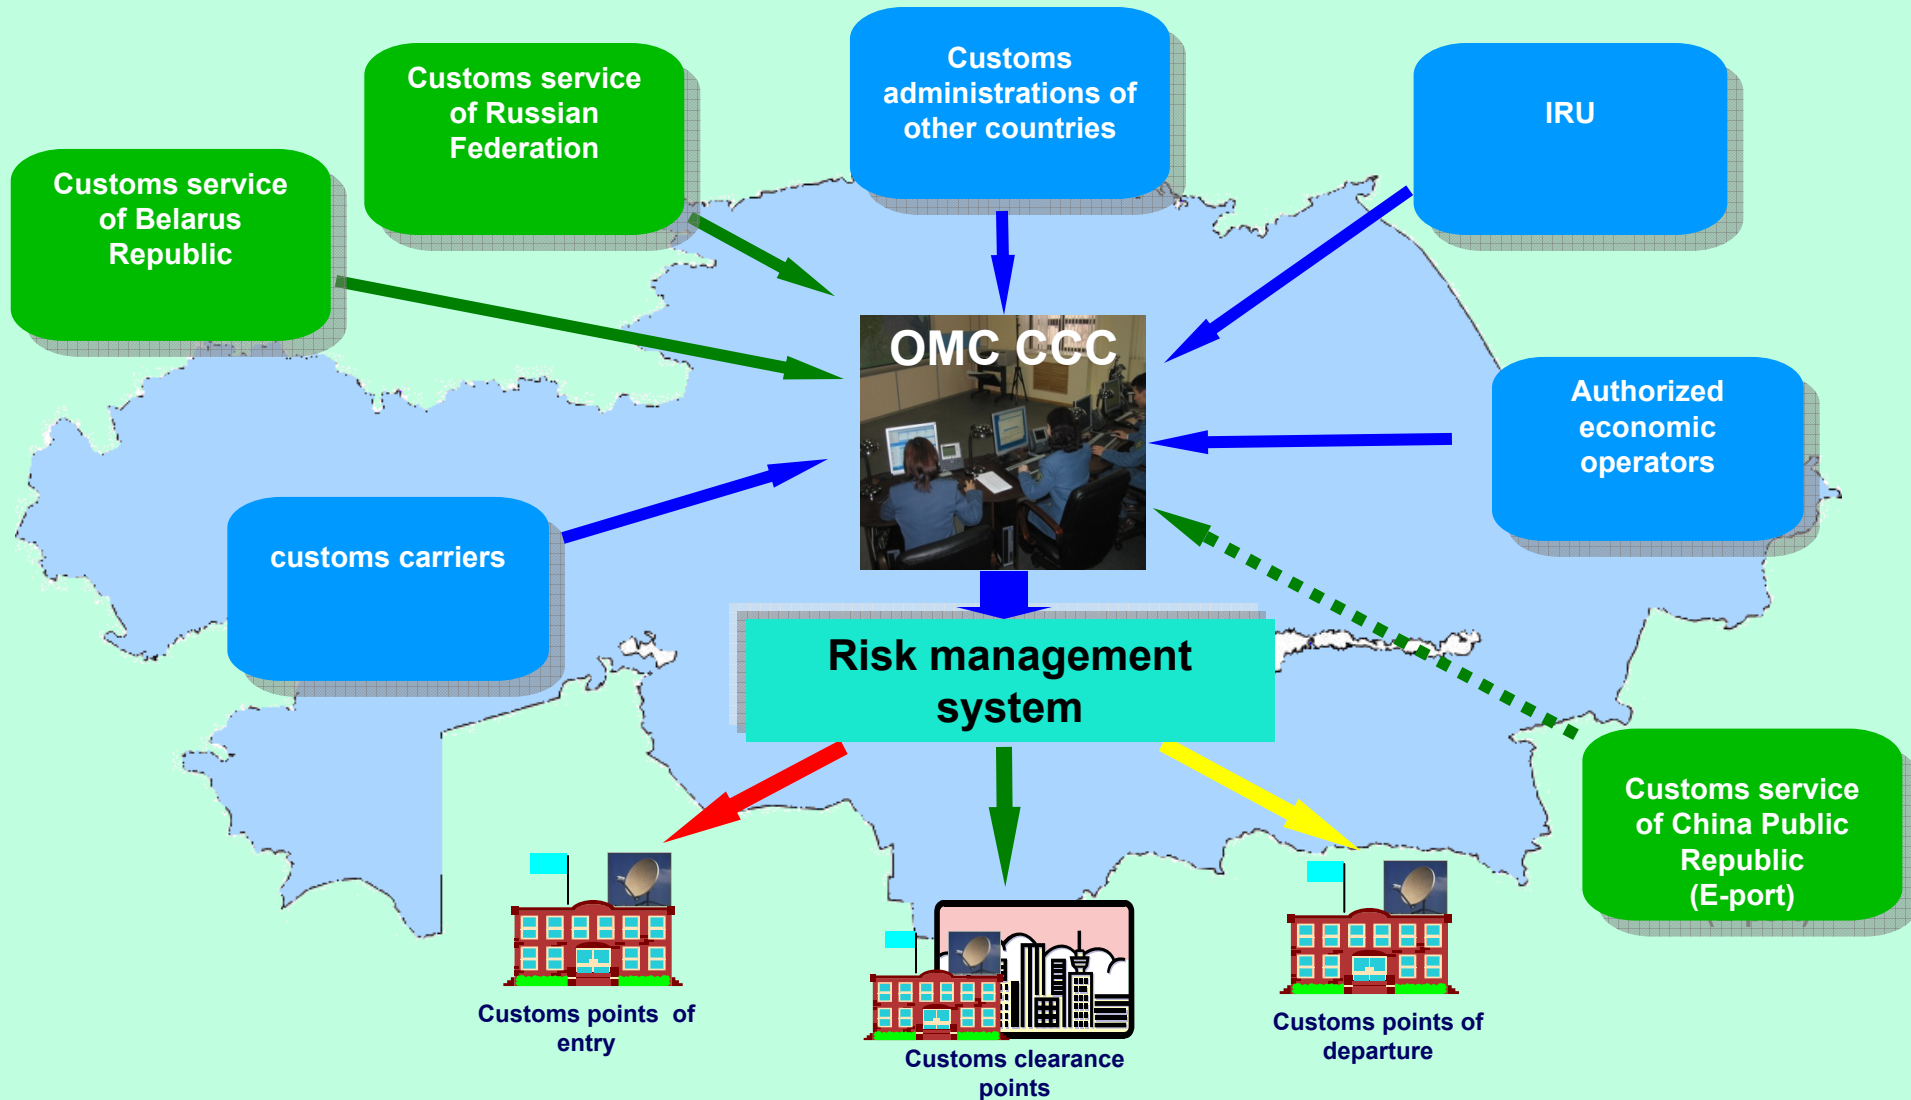 Customs service
of Russian
Federation
Customs
administrations of
other countries
IRU
Customs service
of Belarus
Republic
OMC CCC
Authorized
economic
operators
customs carriers
Risk management
system
Customs service
of China Public
Republic
(E-port)
Customs points of
entry
Customs clearance
points
Customs points of
departure